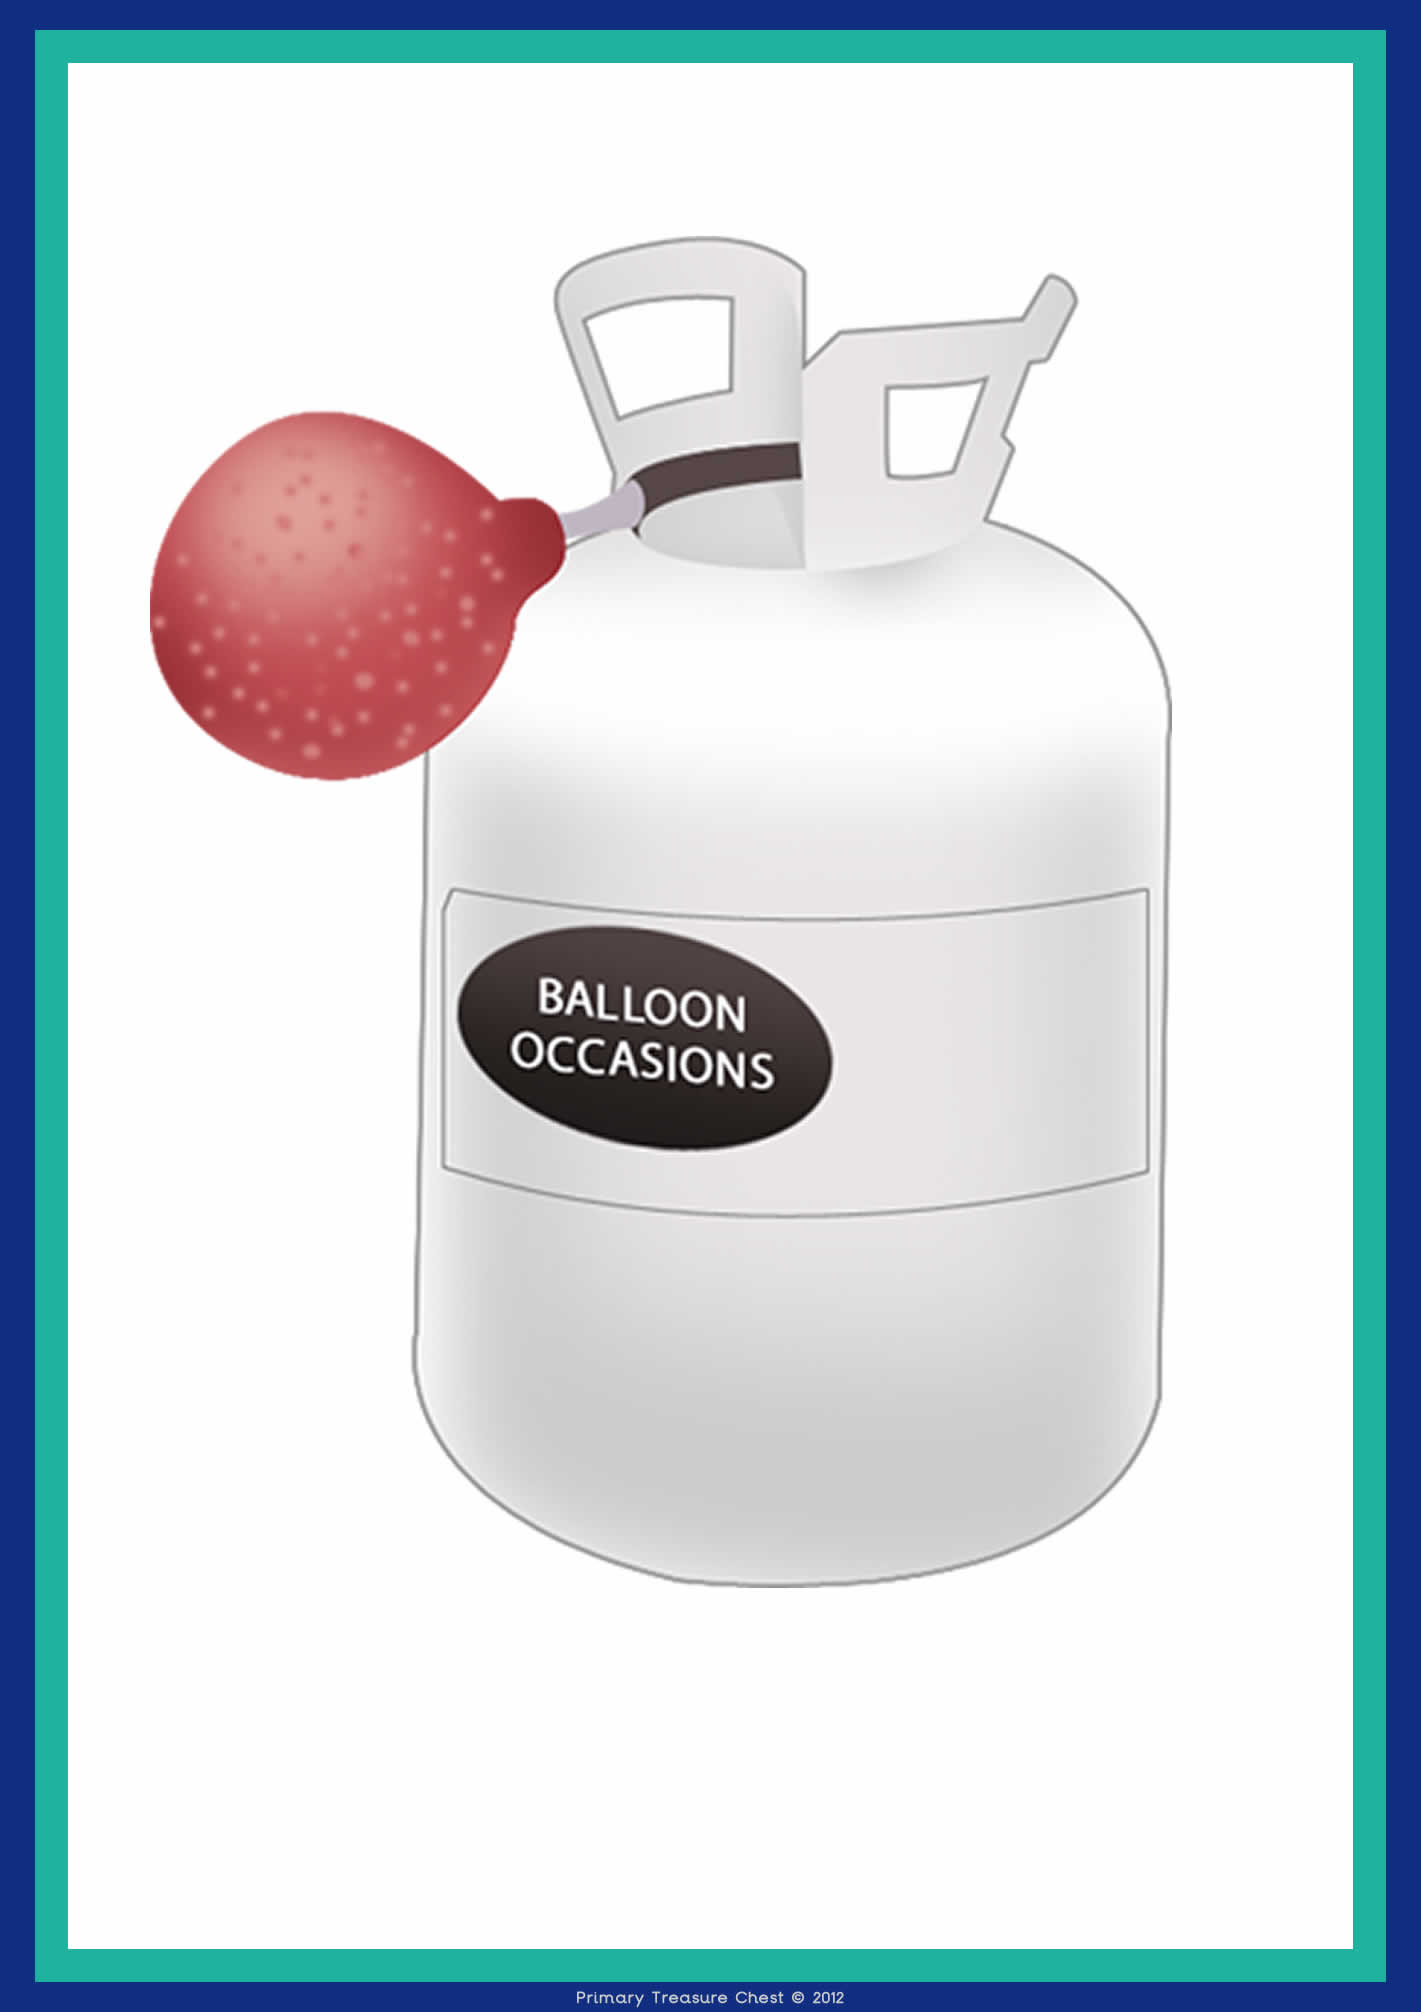 BALLOON
OCCASIONS
Primary Treasure Chest © 2012